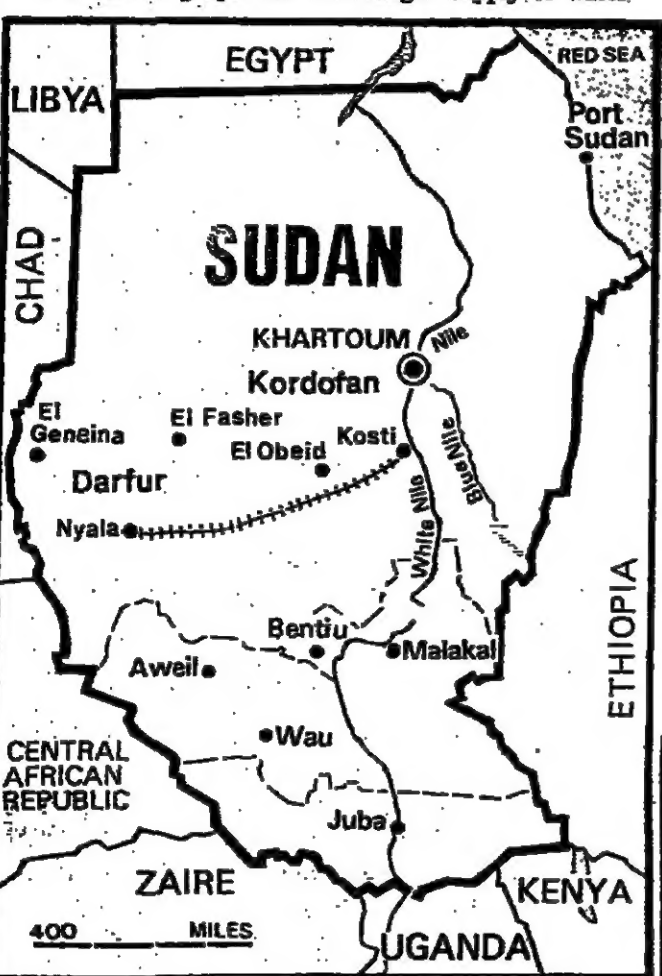 EGYPT
RED SEA
LIBYA
Port
Sudan
CHAD
SUDAN
KHARTOUM
Nile
Kordofan
El
Geneina
El Fasher
El Obeid
Kosti
Darfur
Blue Nile
Nyala
White Nile
ETHIOPIA
Bentiu
Malakal
Aweil
Wau
CENTRAL
AFRICAN
REPUBLIC
Juba
ZAIRE
KENYA
400 MILES
UGANDA